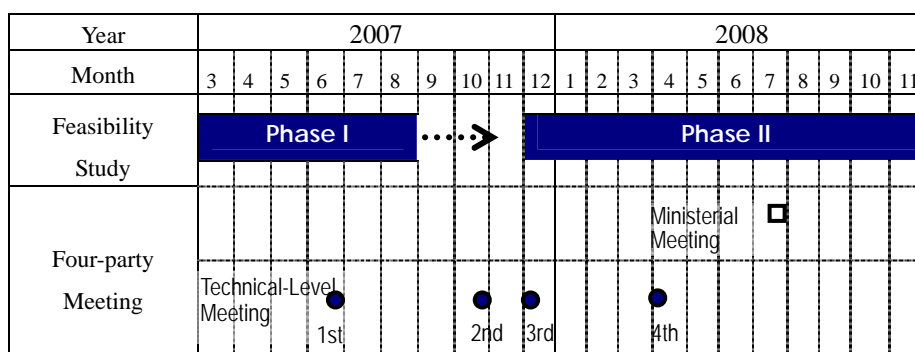 Year 2007 2008
Month 3 4 5 6 7 8 9 10 11 12 1 2 3 4 5 6 7 8 9 10 11
Feasibility
Study
Phase I Phase II
Four-party
Meeting
Ministerial
Meeting
Technical-Level
Meeting
1st 2nd 3rd 4th